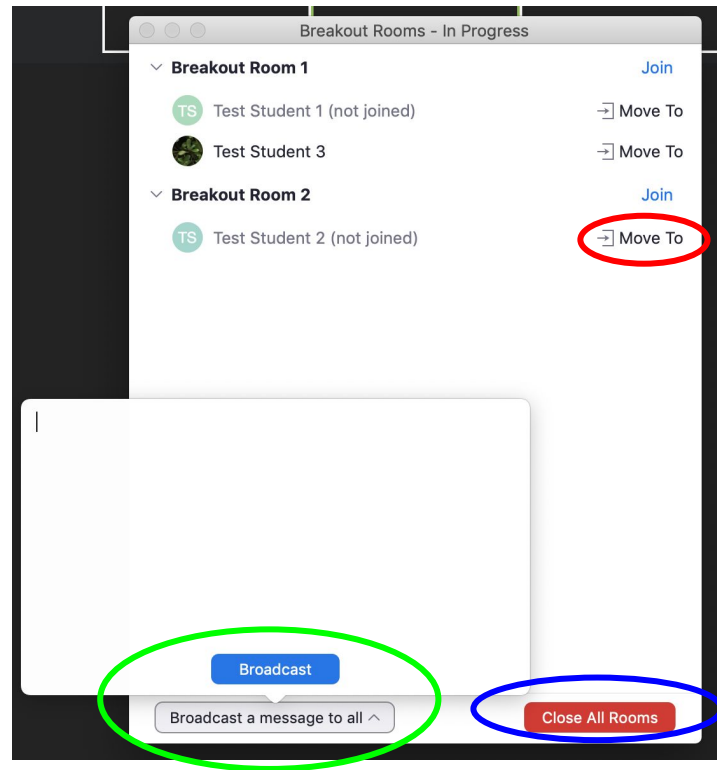 Breakout Rooms - In Progress
Breakout Room 1 Join
TS Test Student 1 (not joined) Move To
Test Student 3 Move To
Breakout Room 2 Join
TS Test Student 2 (not joined) Move To
Broadcast
Broadcast a message to all
Close All Rooms